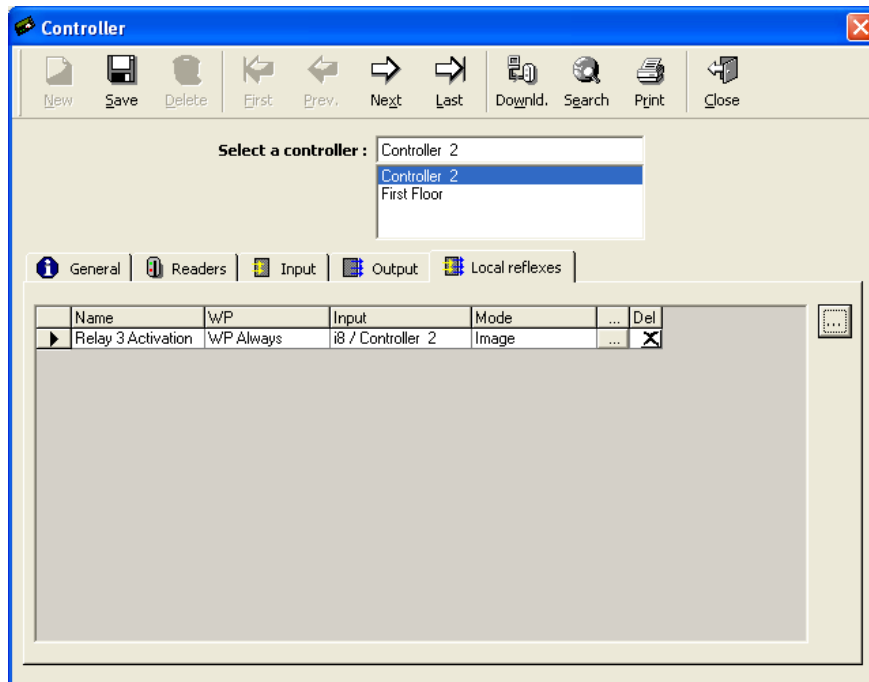 Controller
New Save Delete First Prev. Next Last Downld. Search Print Close
Select a controller : Controller 2
Controller 2
First Floor
General Readers Input Output Local reflexes
...
Name WP Input Mode ... Del
Relay 3 Activation WP Always i8 / Controller 2 Image ... X